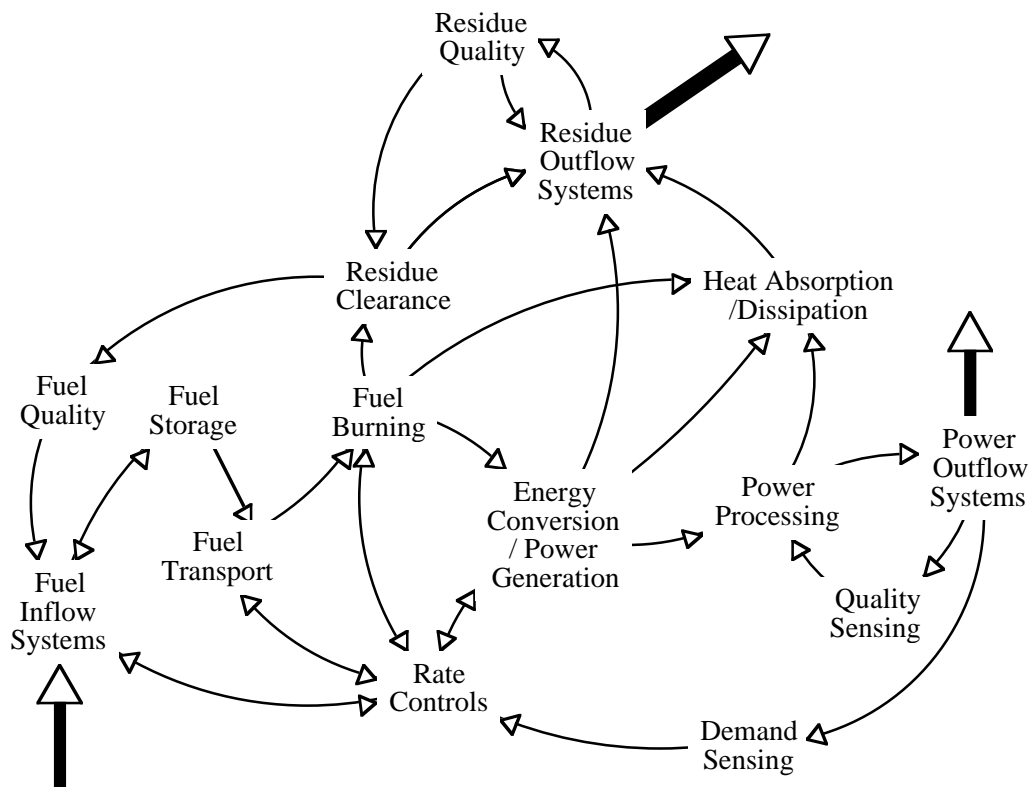 Residue
Quality
Residue
Outflow
Systems
Residue
Clearance
Heat Absorption
/Dissipation
Fuel
Quality
Fuel
Storage
Fuel
Burning
Power
Outflow
Systems
Energy
Conversion
/ Power
Generation
Power
Processing
Fuel
Transport
Fuel
Inflow
Systems
Quality
Sensing
Rate
Controls
Demand
Sensing